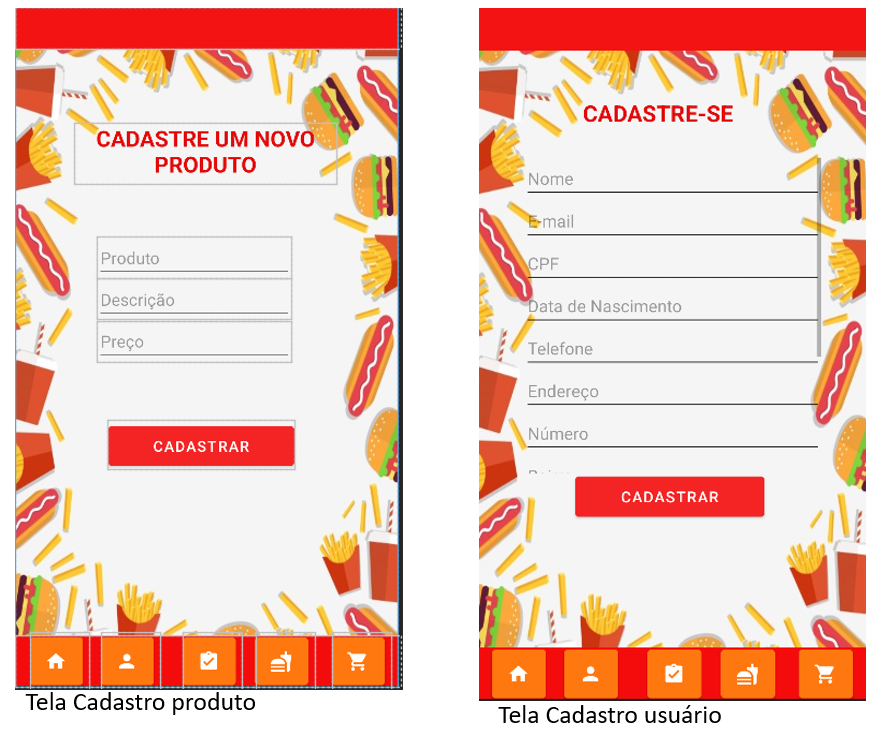 CADASTRE UM NOVO
PRODUTO
Produto
Descrição
Preço
CADASTRAR
Tela Cadastro produto
CADASTRE-SE
Nome
E-mail
CPF
Data de Nascimento
Telefone
Endereço
Número
CADASTRAR
Tela Cadastro usuário